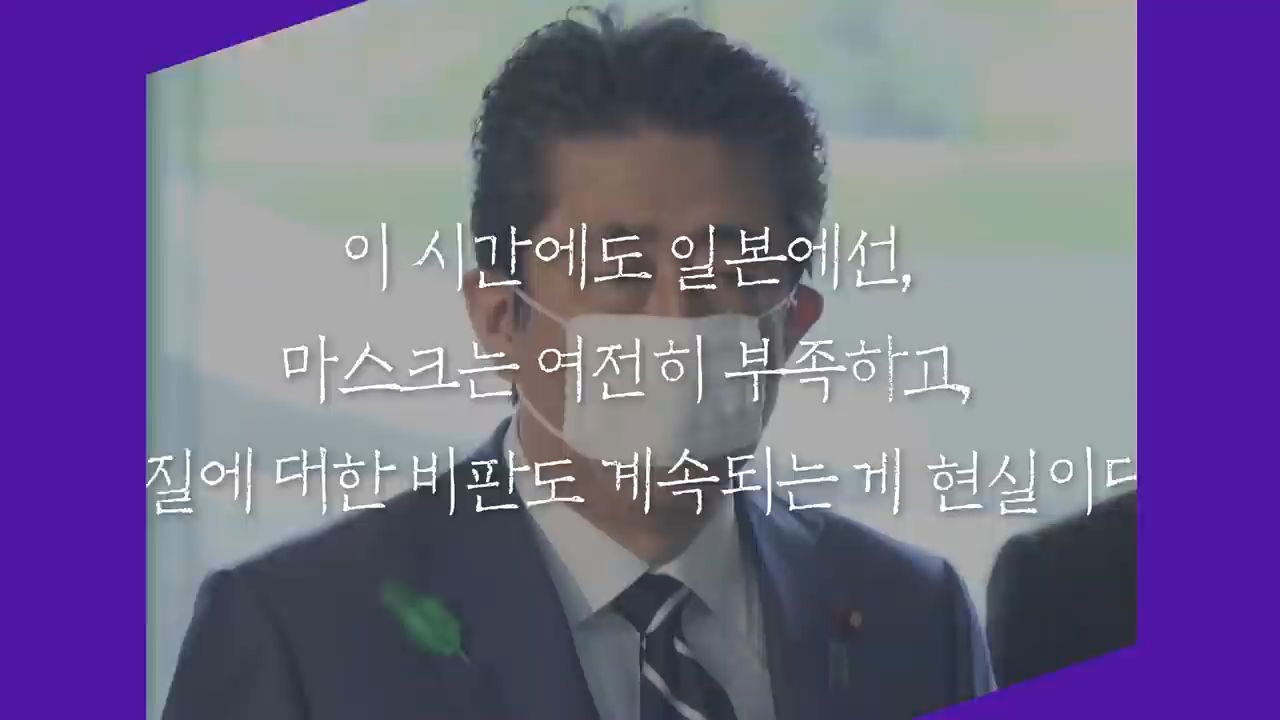 이 시간에도 일본에선,
마스크는 여전히 부족하고,
질에 대한 비판도 계속되는 게 현실이다